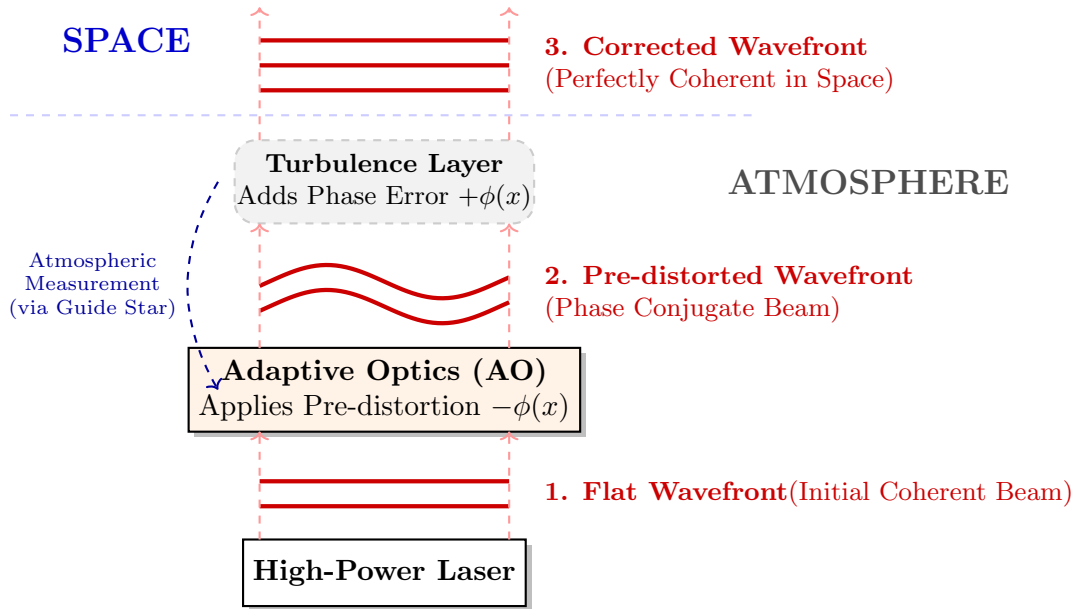 SPACE
3. Corrected Wavefront
(Perfectly Coherent in Space)
Turbulence Layer
Adds Phase Error +ϕ(x)
ATMOSPHERE
Atmospheric
Measurement
(via Guide Star)
2. Pre-distorted Wavefront
(Phase Conjugate Beam)
Adaptive Optics (AO)
Applies Pre-distortion −ϕ(x)
1. Flat Wavefront(Initial Coherent Beam)
High-Power Laser